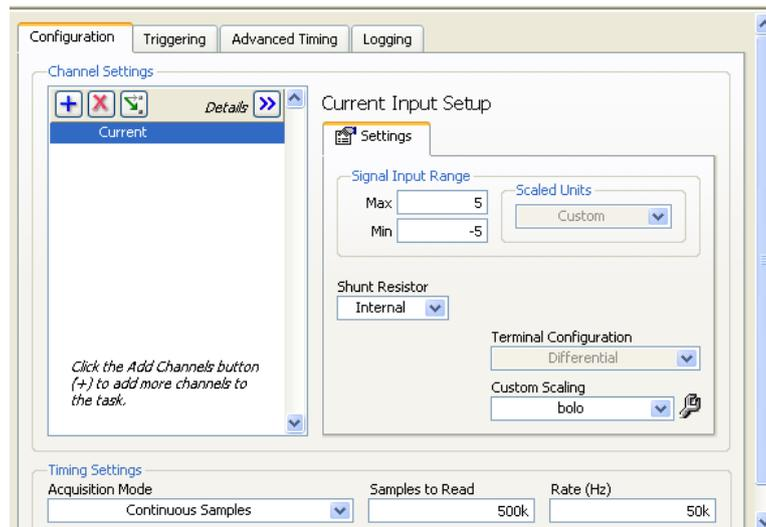 Configuration Triggering Advanced Timing Logging
Channel Settings
Details
Current
Click the Add Channels button
(+) to add more channels to
the task.
Current Input Setup
Settings
Signal Input Range
Max 5
Min -5
Scaled Units
Custom
Shunt Resistor
Internal
Terminal Configuration
Differential
Custom Scaling
bolo
Timing Settings
Acquisition Mode Samples to Read Rate (Hz)
Continuous Samples 500k 50k